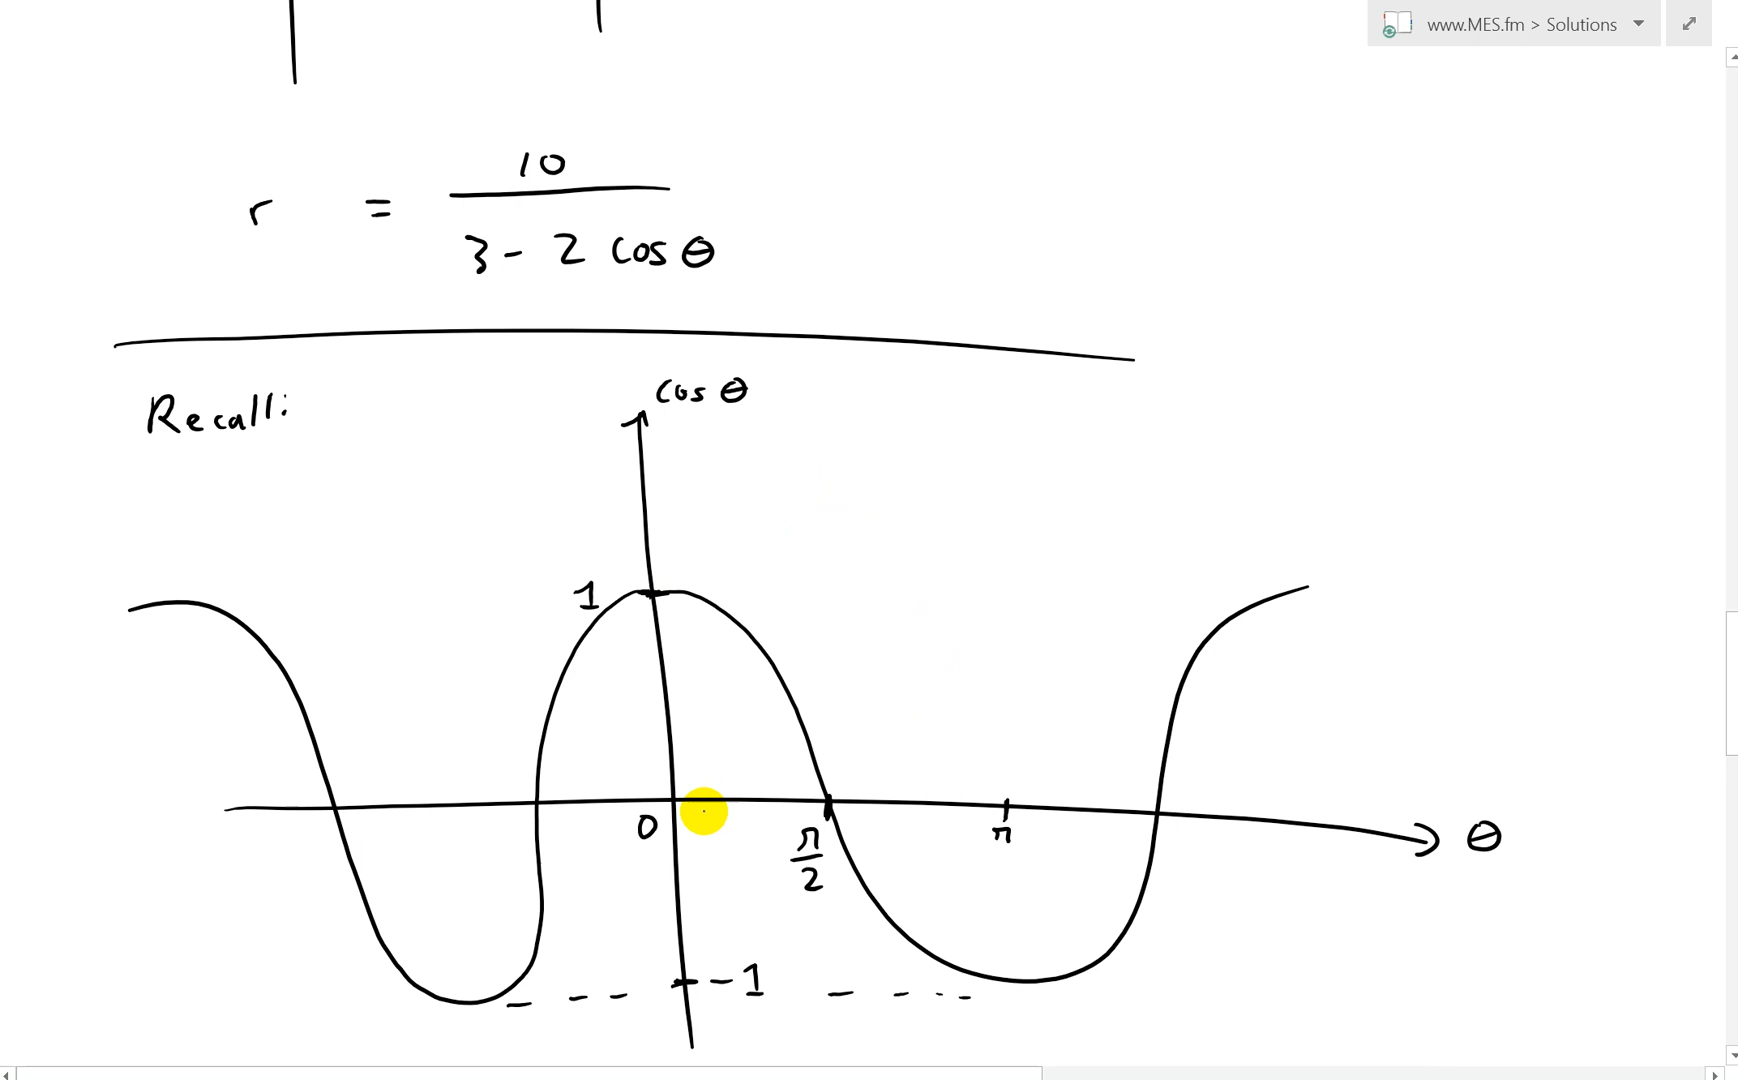 www.MES.fm > Solutions
r = 10 / 3 - 2 cos θ
Recall:
cos θ
1
0
π/2
π
θ
-1